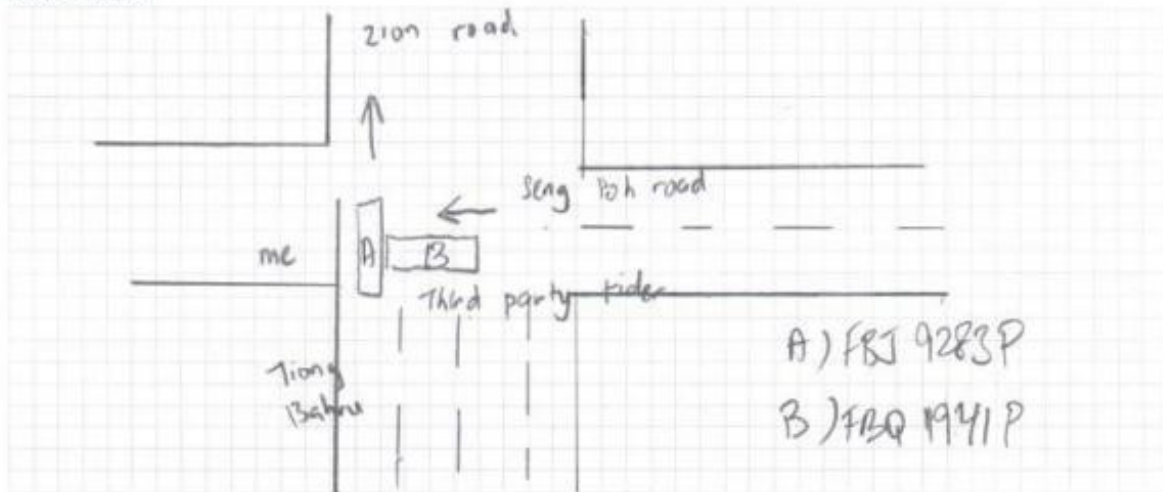 zion road
Seng Poh road
me
A
B
Third party rider
Tiong
Bahru
A) FBJ 9283P
B) FBQ 1941P